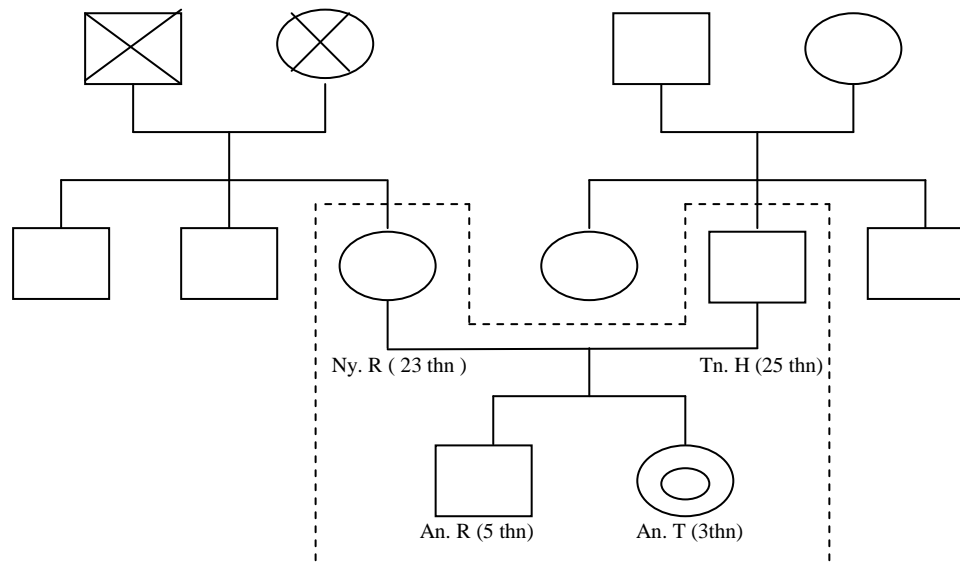 Ny. R ( 23 thn )
Tn. H (25 thn)
An. R (5 thn)
An. T (3thn)